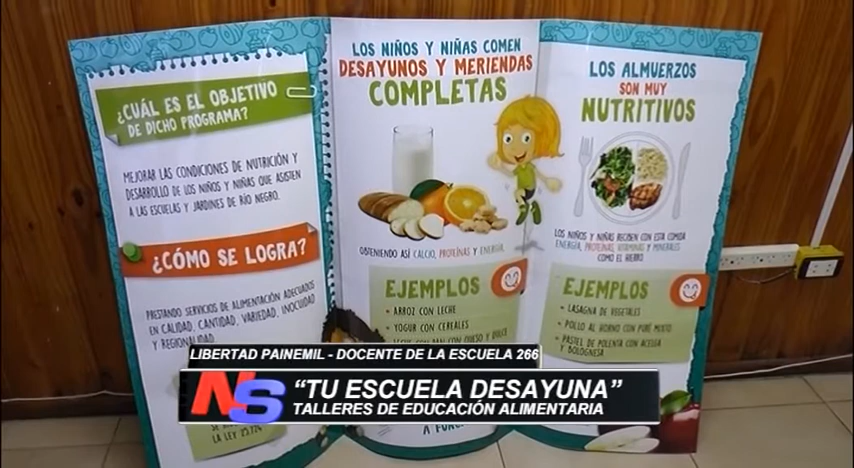 ¿CUÁL ES EL OBJETIVO
DE DICHO PROGRAMA?
MEJORAR LAS CONDICIONES DE NUTRICIÓN Y
DESARROLLO DE LOS NIÑOS Y NIÑAS QUE ASISTEN
A LAS ESCUELAS Y JARDINES DE RÍO NEGRO.
¿CÓMO SE LOGRA?
PRESTANDO SERVICIOS DE ALIMENTACIÓN ADECUADOS
EN CALIDAD, CANTIDAD, VARIEDAD, INOCUIDAD
Y REGIONALIDAD
LOS NIÑOS Y NIÑAS COMEN
DESAYUNOS Y MERIENDAS
COMPLETAS
OBTENIENDO ASÍ CALCIO, PROTEÍNAS Y ENERGÍA.
EJEMPLOS
• ARROZ CON LECHE
• YOGUR CON CEREALES
CON PAN CON QUESO Y DULCE
LOS ALMUERZOS
SON MUY
NUTRITIVOS
LOS NIÑOS Y NIÑAS RECIBEN CON ESTA COMIDA
ENERGÍA, PROTEÍNAS, VITAMINAS Y MINERALES
COMO EL HIERRO
EJEMPLOS
• LASAGNA DE VEGETALES
• POLLO AL HORNO CON PURÉ MIXTO
• PASTEL DE POLENTA CON ACELGA
Y BOLOGNESA
LIBERTAD PAINEMIL - DOCENTE DE LA ESCUELA 266
NS
“TU ESCUELA DESAYUNA”
TALLERES DE EDUCACIÓN ALIMENTARIA
LA LEY
A